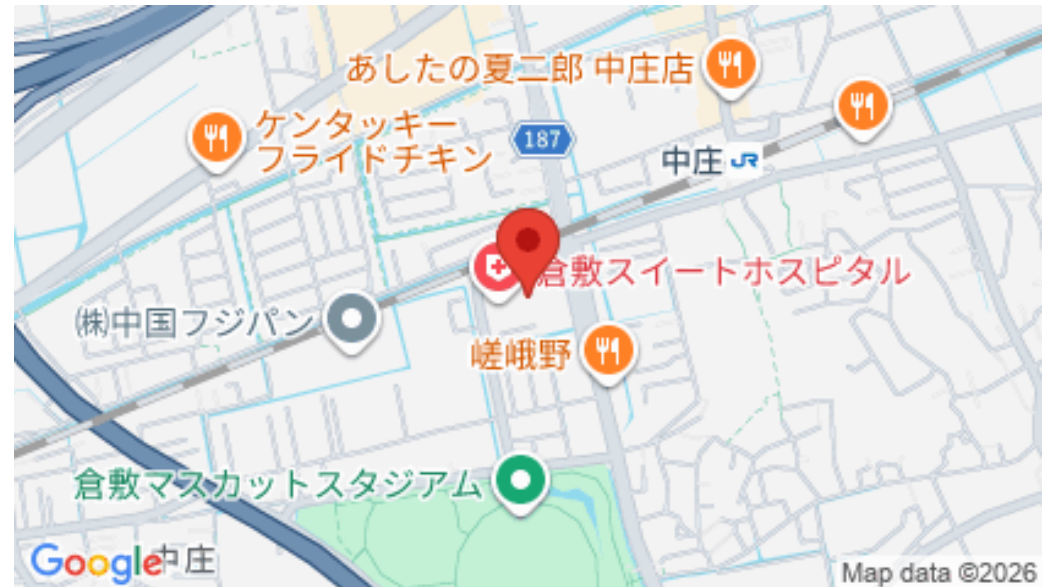 あしたの夏二郎 中庄店
ケンタッキー
フライドチキン
187
中庄 JR
倉敷スイートホスピタル
㈱中国フジパン
嵯峨野
倉敷マスカットスタジアム
Google
中庄
Map data ©2026